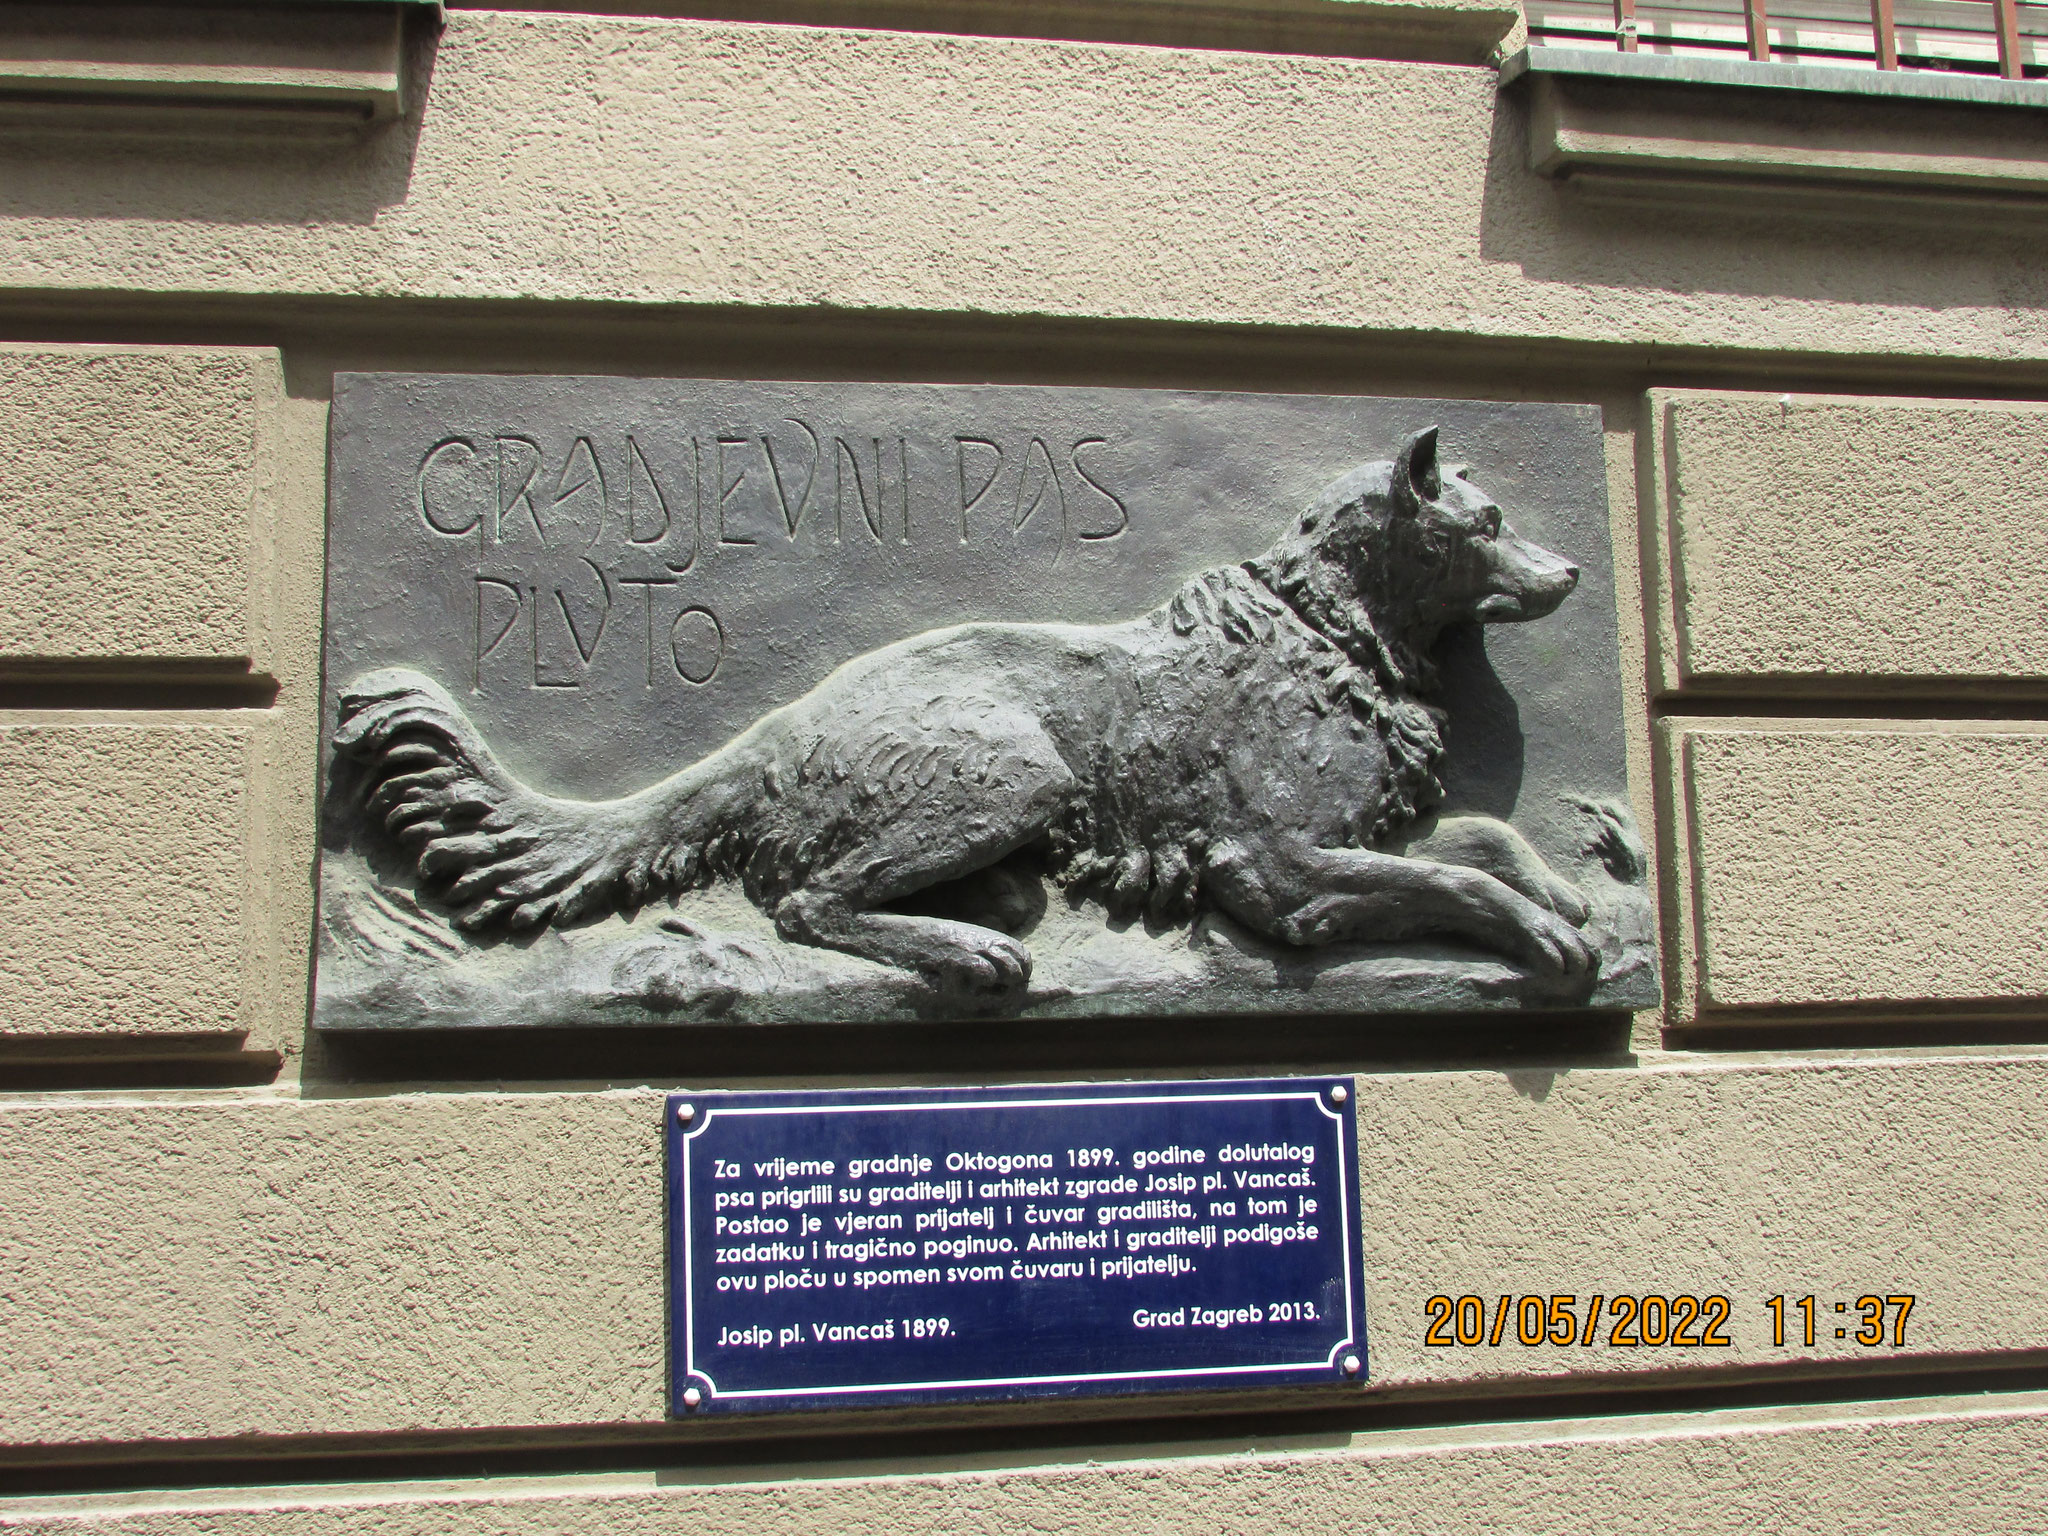 GRADJEVNI PAS
PLUTO
Za vrijeme gradnje Oktogona 1899. godine dolutalog
psa prigrlili su graditelji i arhitekt zgrade Josip pl. Vancaš.
Postao je vjeran prijatelj i čuvar gradilišta, na tom je
zadatku i tragično poginuo. Arhitekt i graditelji podigoše
ovu ploču u spomen svom čuvaru i prijatelju.
Josip pl. Vancaš 1899.
Grad Zagreb 2013.
20/05/2022 11:37